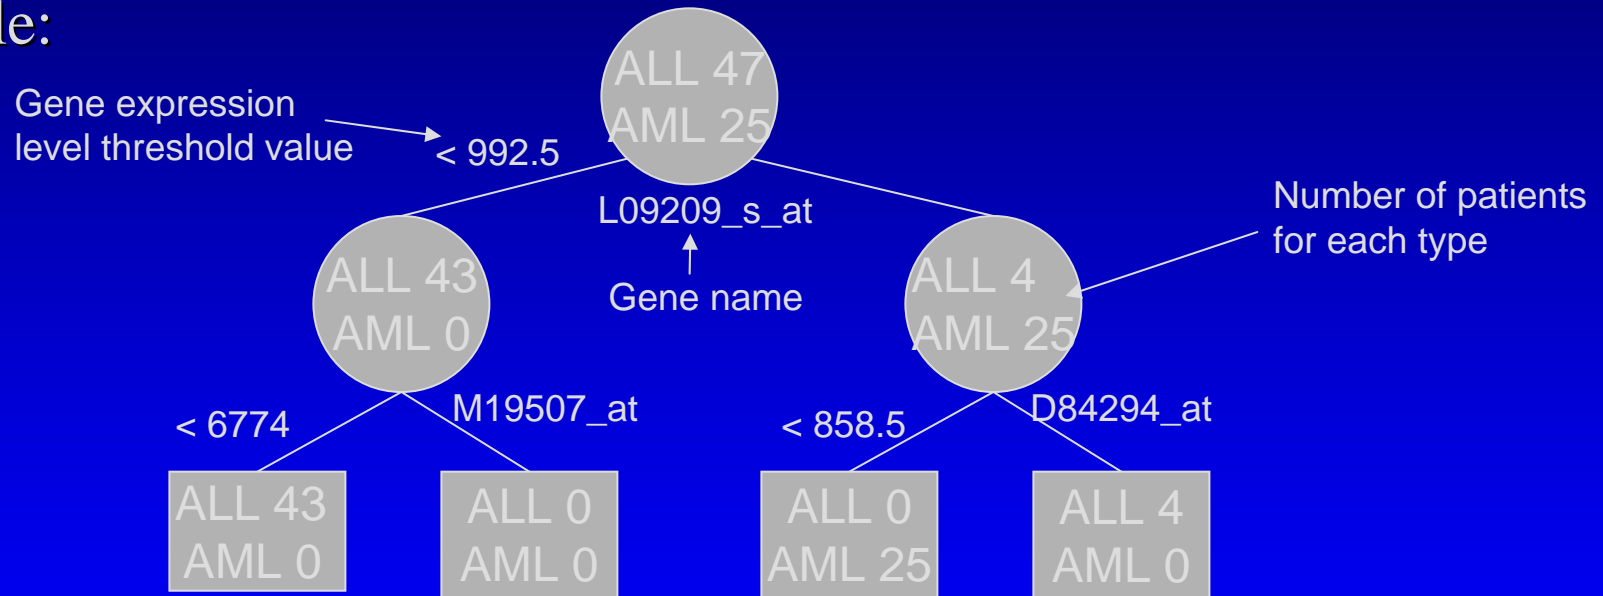 le:
ALL 47
AML 25
Gene expression
level threshold value
< 992.5
L09209_s_at
Gene name
Number of patients
for each type
ALL 43
AML 0
ALL 4
AML 25
< 6774
M19507_at
< 858.5
D84294_at
ALL 43
AML 0
ALL 0
AML 0
ALL 0
AML 25
ALL 4
AML 0